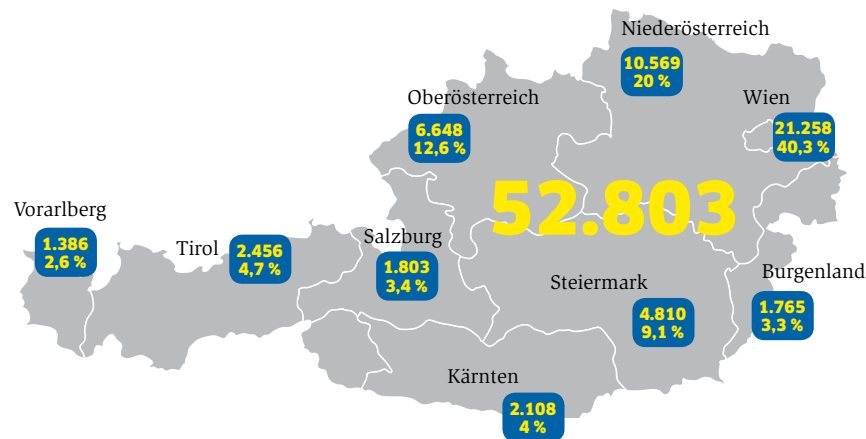 Niederösterreich
10.569
20 %
Oberösterreich
6.648
12,6 %
Wien
21.258
40,3 %
52.803
Vorarlberg
1.386
2,6 %
Tirol
2.456
4,7 %
Salzburg
1.803
3,4 %
Steiermark
4.810
9,1 %
Burgenland
1.765
3,3 %
Kärnten
2.108
4 %